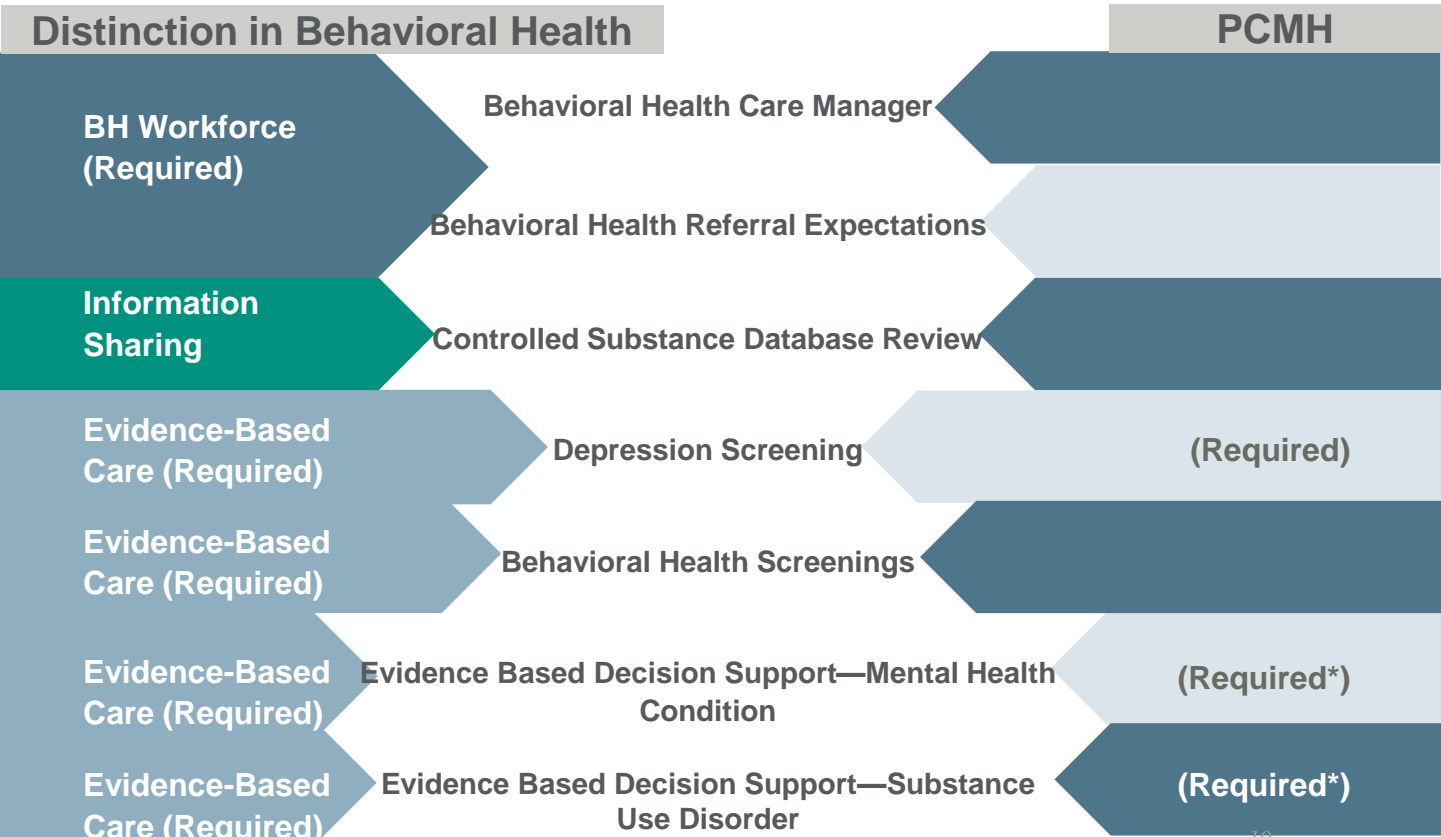 Distinction in Behavioral Health
PCMH
BH Workforce
(Required)
Behavioral Health Care Manager
Behavioral Health Referral Expectations
Information
Sharing
Controlled Substance Database Review
Evidence-Based
Care (Required)
Depression Screening
(Required)
Evidence-Based
Care (Required)
Behavioral Health Screenings
Evidence-Based
Care (Required)
Evidence Based Decision Support—Mental Health
Condition
(Required*)
Evidence-Based
Care (Required)
Evidence Based Decision Support—Substance
Use Disorder
(Required*)